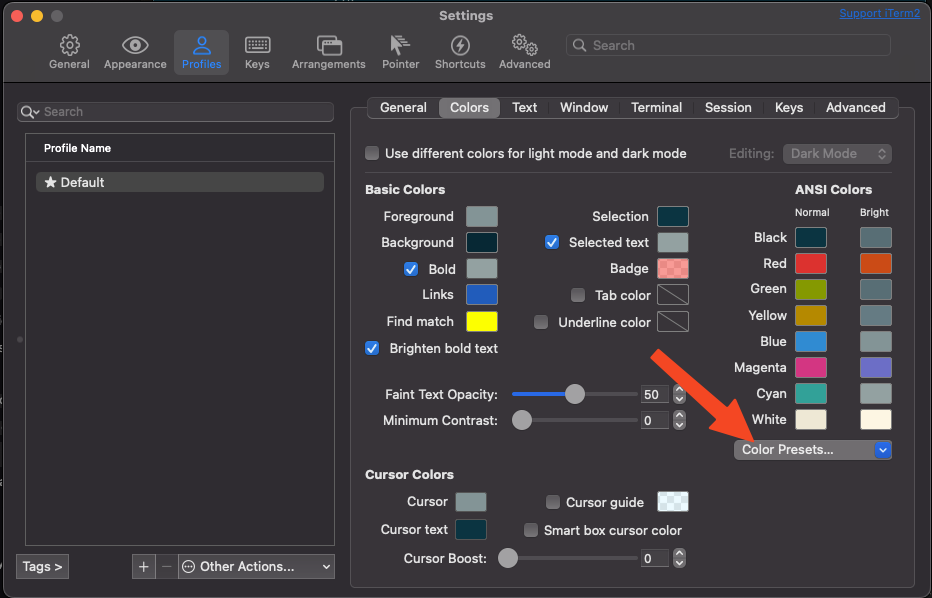 Settings
Support iTerm2
General
Appearance
Profiles
Keys
Arrangements
Pointer
Shortcuts
Advanced
Search
Search
Profile Name
★ Default
Tags >
+
−
Other Actions...
General
Colors
Text
Window
Terminal
Session
Keys
Advanced
Use different colors for light mode and dark mode
Editing:
Dark Mode
Basic Colors
Foreground
Background
Bold
Links
Find match
Brighten bold text
Selection
Selected text
Badge
Tab color
Underline color
Faint Text Opacity:
50
Minimum Contrast:
0
ANSI Colors
Normal
Bright
Black
Red
Green
Yellow
Blue
Magenta
Cyan
White
Color Presets...
Cursor Colors
Cursor
Cursor guide
Cursor text
Smart box cursor color
Cursor Boost:
0